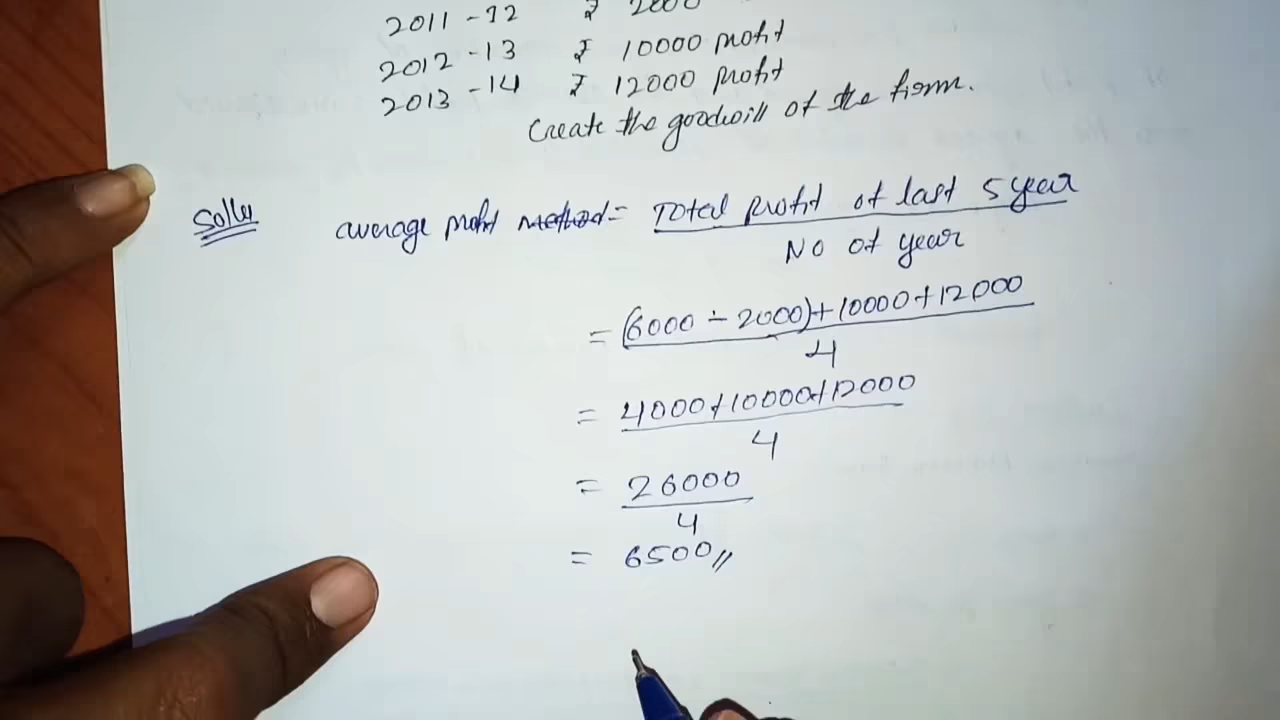 2011 -12 ₹ 2000
2012 -13 ₹ 10000 profit
2013 -14 ₹ 12000 profit
Create the goodwill of the firm.
average profit method = Total profit of last 5 year
No of year
= (6000 - 2000) + 10000 + 12000
4
= 4000 + 10000 + 12000
4
= 26000
4
= 6500 //